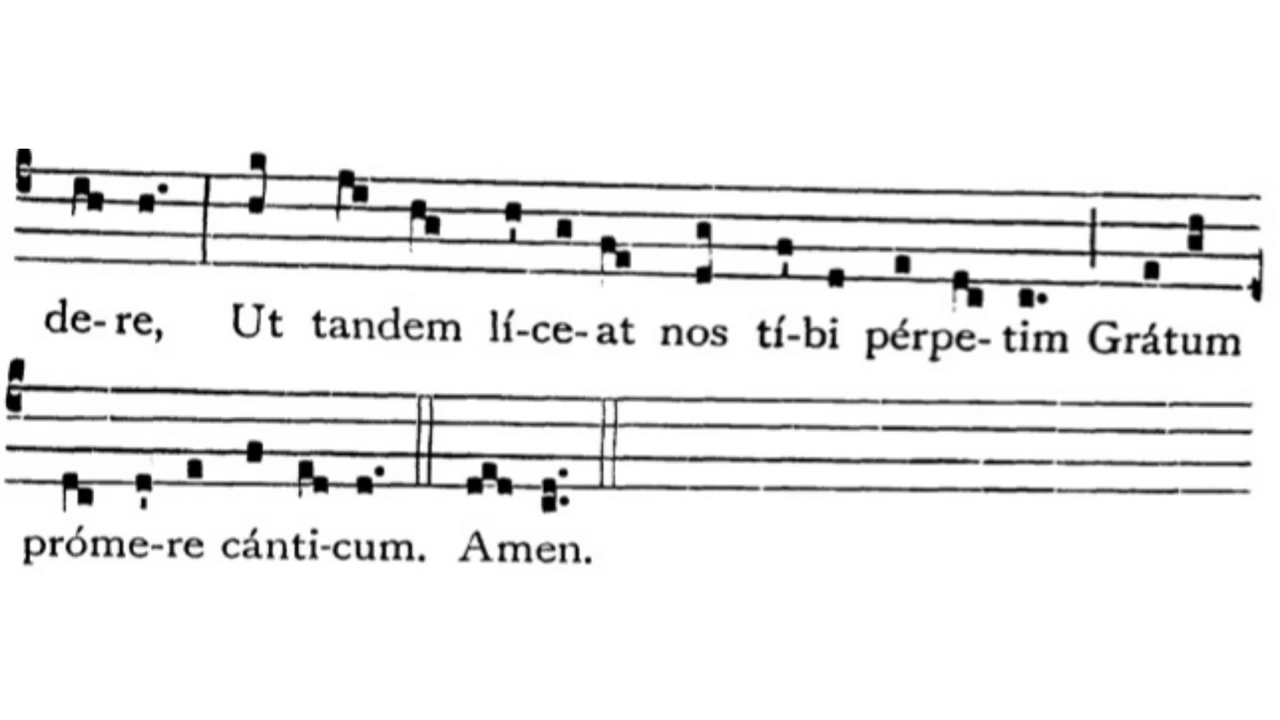 de- re, Ut tandem lí-ce- at nos tí-bi pérpe- tim Grátum
próme-re cánti-cum. Amen.